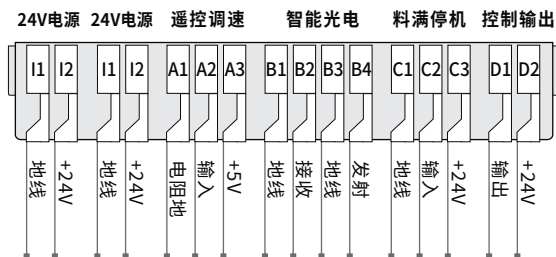 24V电源 24V电源 遥控调速 智能光电 料满停机 控制输出
I1 I2 I1 I2 A1 A2 A3 B1 B2 B3 B4 C1 C2 C3 D1 D2
地线 +24V 地线 +24V 电阻地 输入 +5V 地线 接收 地线 发射 地线 输入 +24V 输出 +24V